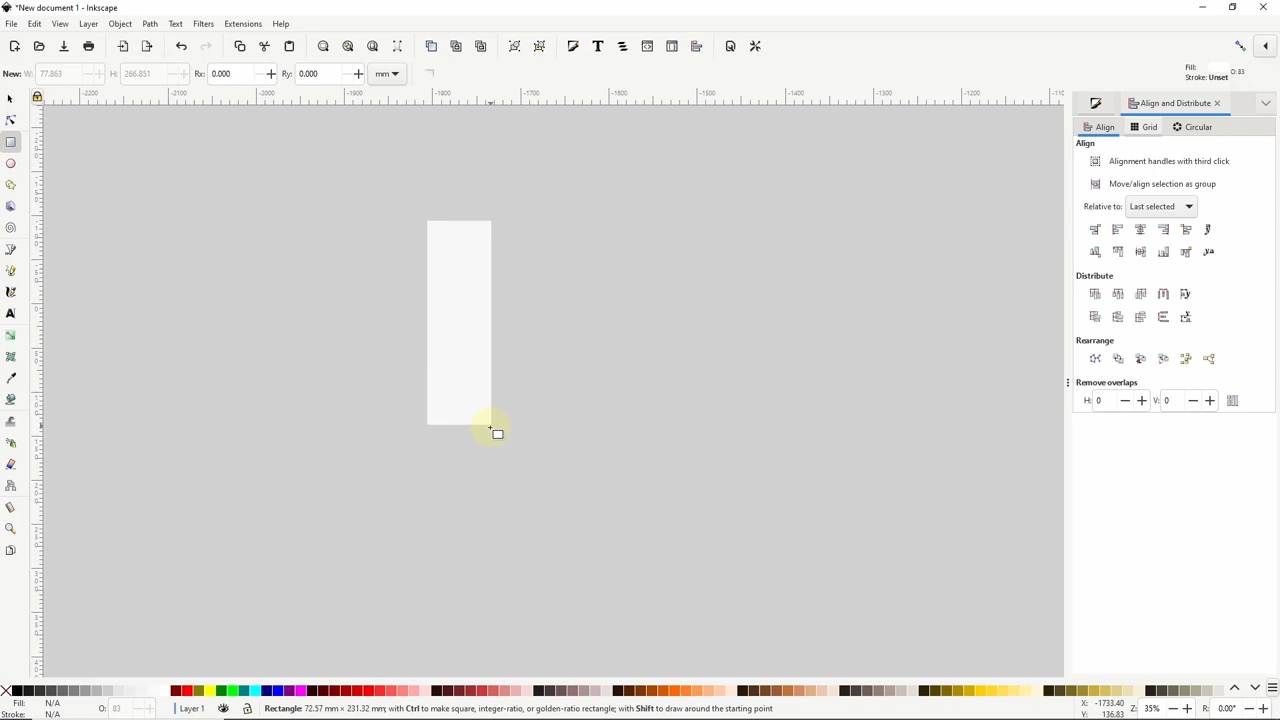 *New document 1 - Inkscape
File Edit View Layer Object Path Text Filters Extensions Help
New: W: 77.863 H: 266.851 Rx: 0.000 Ry: 0.000 mm
Fill:
Stroke: Unset
O: 83
-2200 -2100 -2000 -1900 -1800 -1700 -1600 -1500 -1400 -1300 -1200
Align and Distribute
Align Grid Circular
Align
Alignment handles with third click
Move/align selection as group
Relative to: Last selected
Distribute
Rearrange
Remove overlaps
H: 0 V: 0
Fill: N/A
Stroke: N/A
O: 83
Layer 1
Rectangle: 72.57 mm × 231.32 mm; with Ctrl to make square, integer-ratio, or golden-ratio rectangle; with Shift to draw around the starting point
X: -1733.40
Y: 136.83
Z: 35%
R: 0.00°